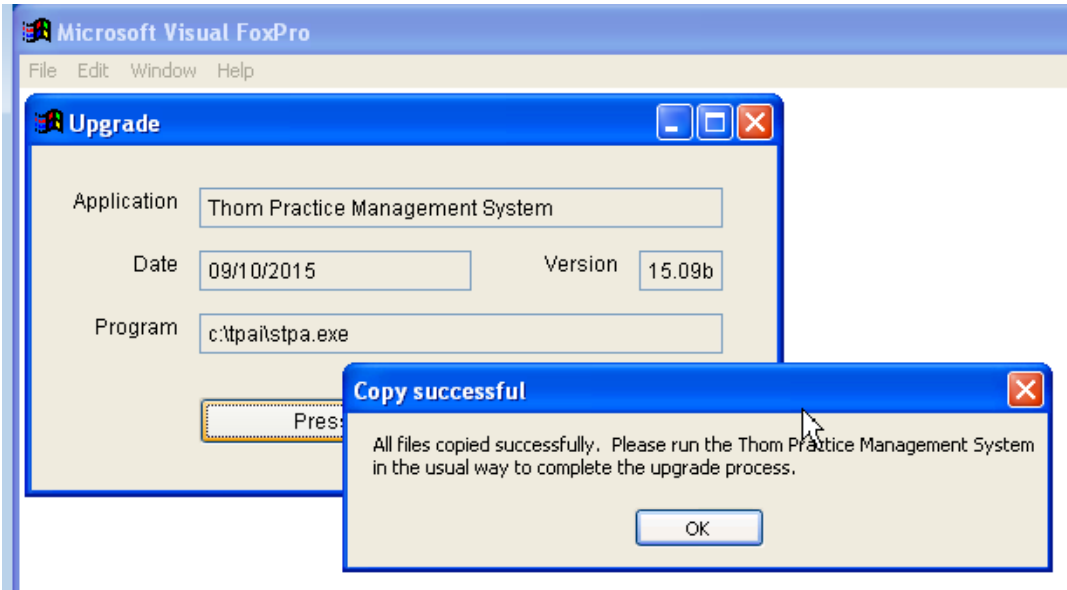 Microsoft Visual FoxPro
File Edit Window Help
Upgrade
Application Thom Practice Management System
Date 09/10/2015 Version 15.09b
Program c:\tpai\stpa.exe
Copy successful
All files copied successfully. Please run the Thom Practice Management System
in the usual way to complete the upgrade process.
OK